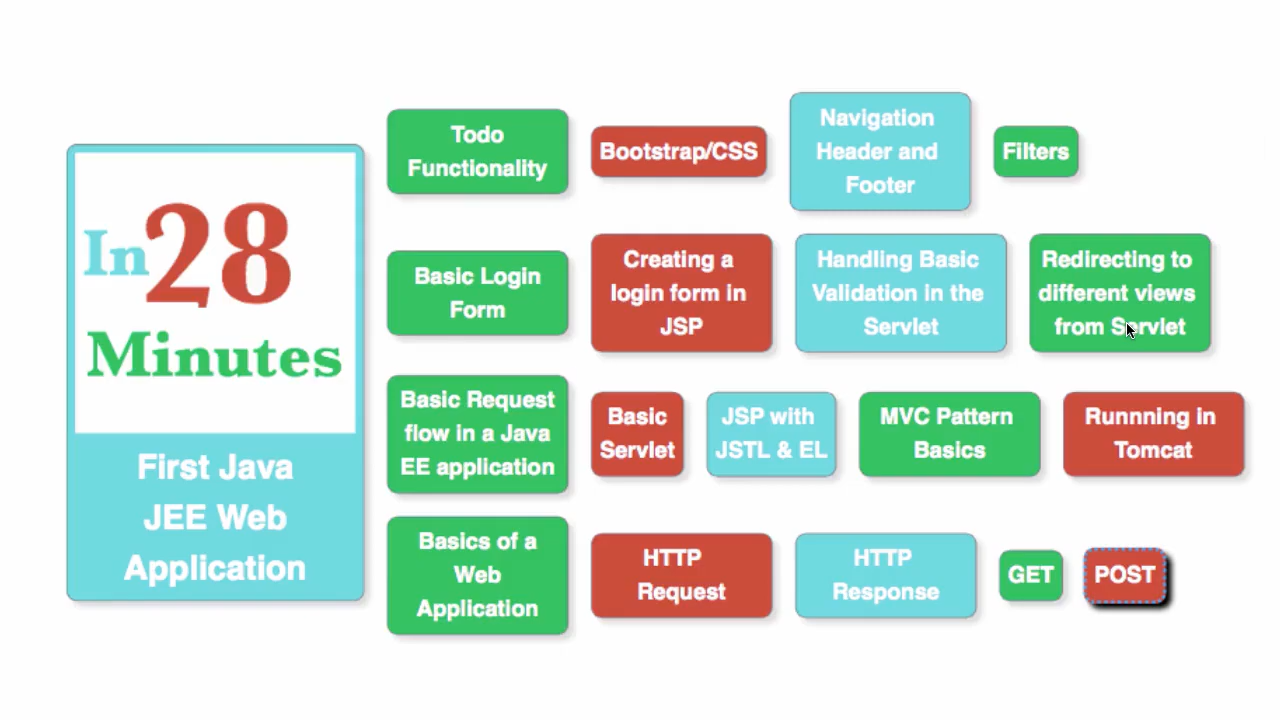 In28
Minutes
First Java
JEE Web
Application
Todo
Functionality
Bootstrap/CSS
Navigation
Header and
Footer
Filters
Basic Login
Form
Creating a
login form in
JSP
Handling Basic
Validation in the
Servlet
Redirecting to
different views
from Servlet
Basic Request
flow in a Java
EE application
Basic
Servlet
JSP with
JSTL & EL
MVC Pattern
Basics
Runnning in
Tomcat
Basics of a
Web
Application
HTTP
Request
HTTP
Response
GET
POST